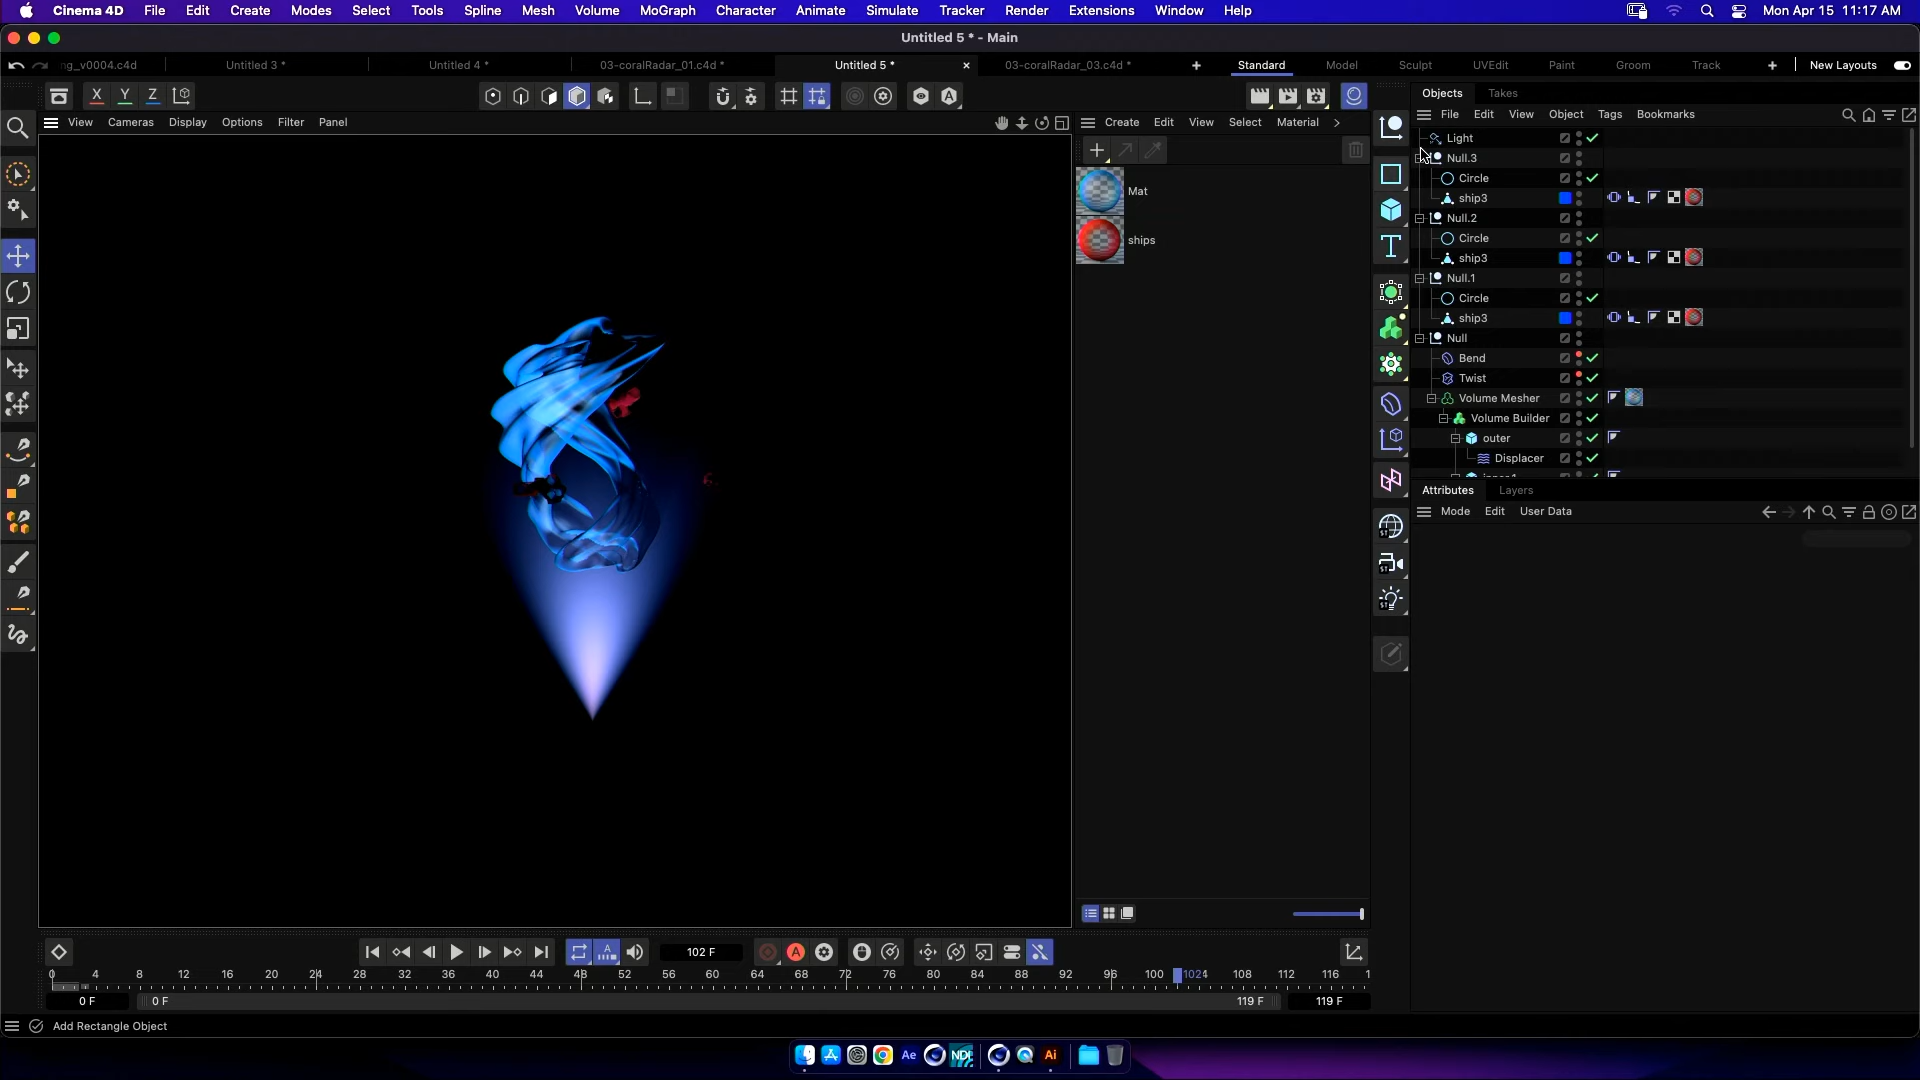 Cinema 4D File Edit Create Modes Select Tools Spline Mesh Volume MoGraph Character Animate Simulate Tracker Render Extensions Window Help Mon Apr 15 11:17 AM
Untitled 5 * - Main
ng_v0004.c4d Untitled 3 * Untitled 4 * 03-coralRadar_01.c4d * Untitled 5 * 03-coralRadar_03.c4d * Standard Model Sculpt UVEdit Paint Groom Track New Layouts
X Y Z
Objects Takes
File Edit View Object Tags Bookmarks
View Cameras Display Options Filter Panel
Create Edit View Select Material
Mat
ships
Light
Null.3
Circle
ship3
Null.2
Circle
ship3
Null.1
Circle
ship3
Null
Bend
Twist
Volume Mesher
Volume Builder
outer
Displacer
Attributes Layers
Mode Edit User Data
102 F
0 4 8 12 16 20 24 28 32 36 40 44 48 52 56 60 64 68 72 76 80 84 88 92 96 100 102 108 112 116 1
0 F 0 F 119 F 119 F
Add Rectangle Object
Ae NDI Ai